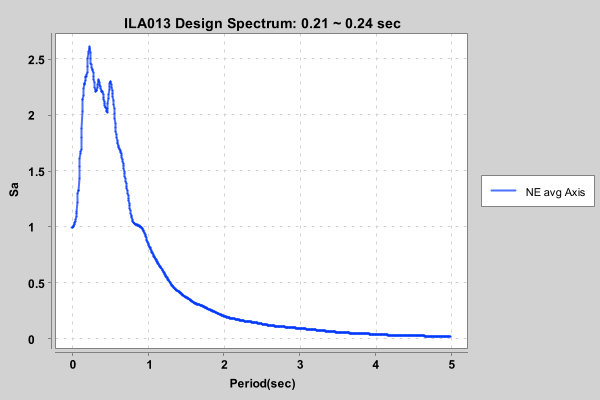 ILA013 Design Spectrum: 0.21 ~ 0.24 sec
2.5
2
1.5
1
0.5
0
Sa
0 1 2 3 4 5
Period(sec)
NE avg Axis